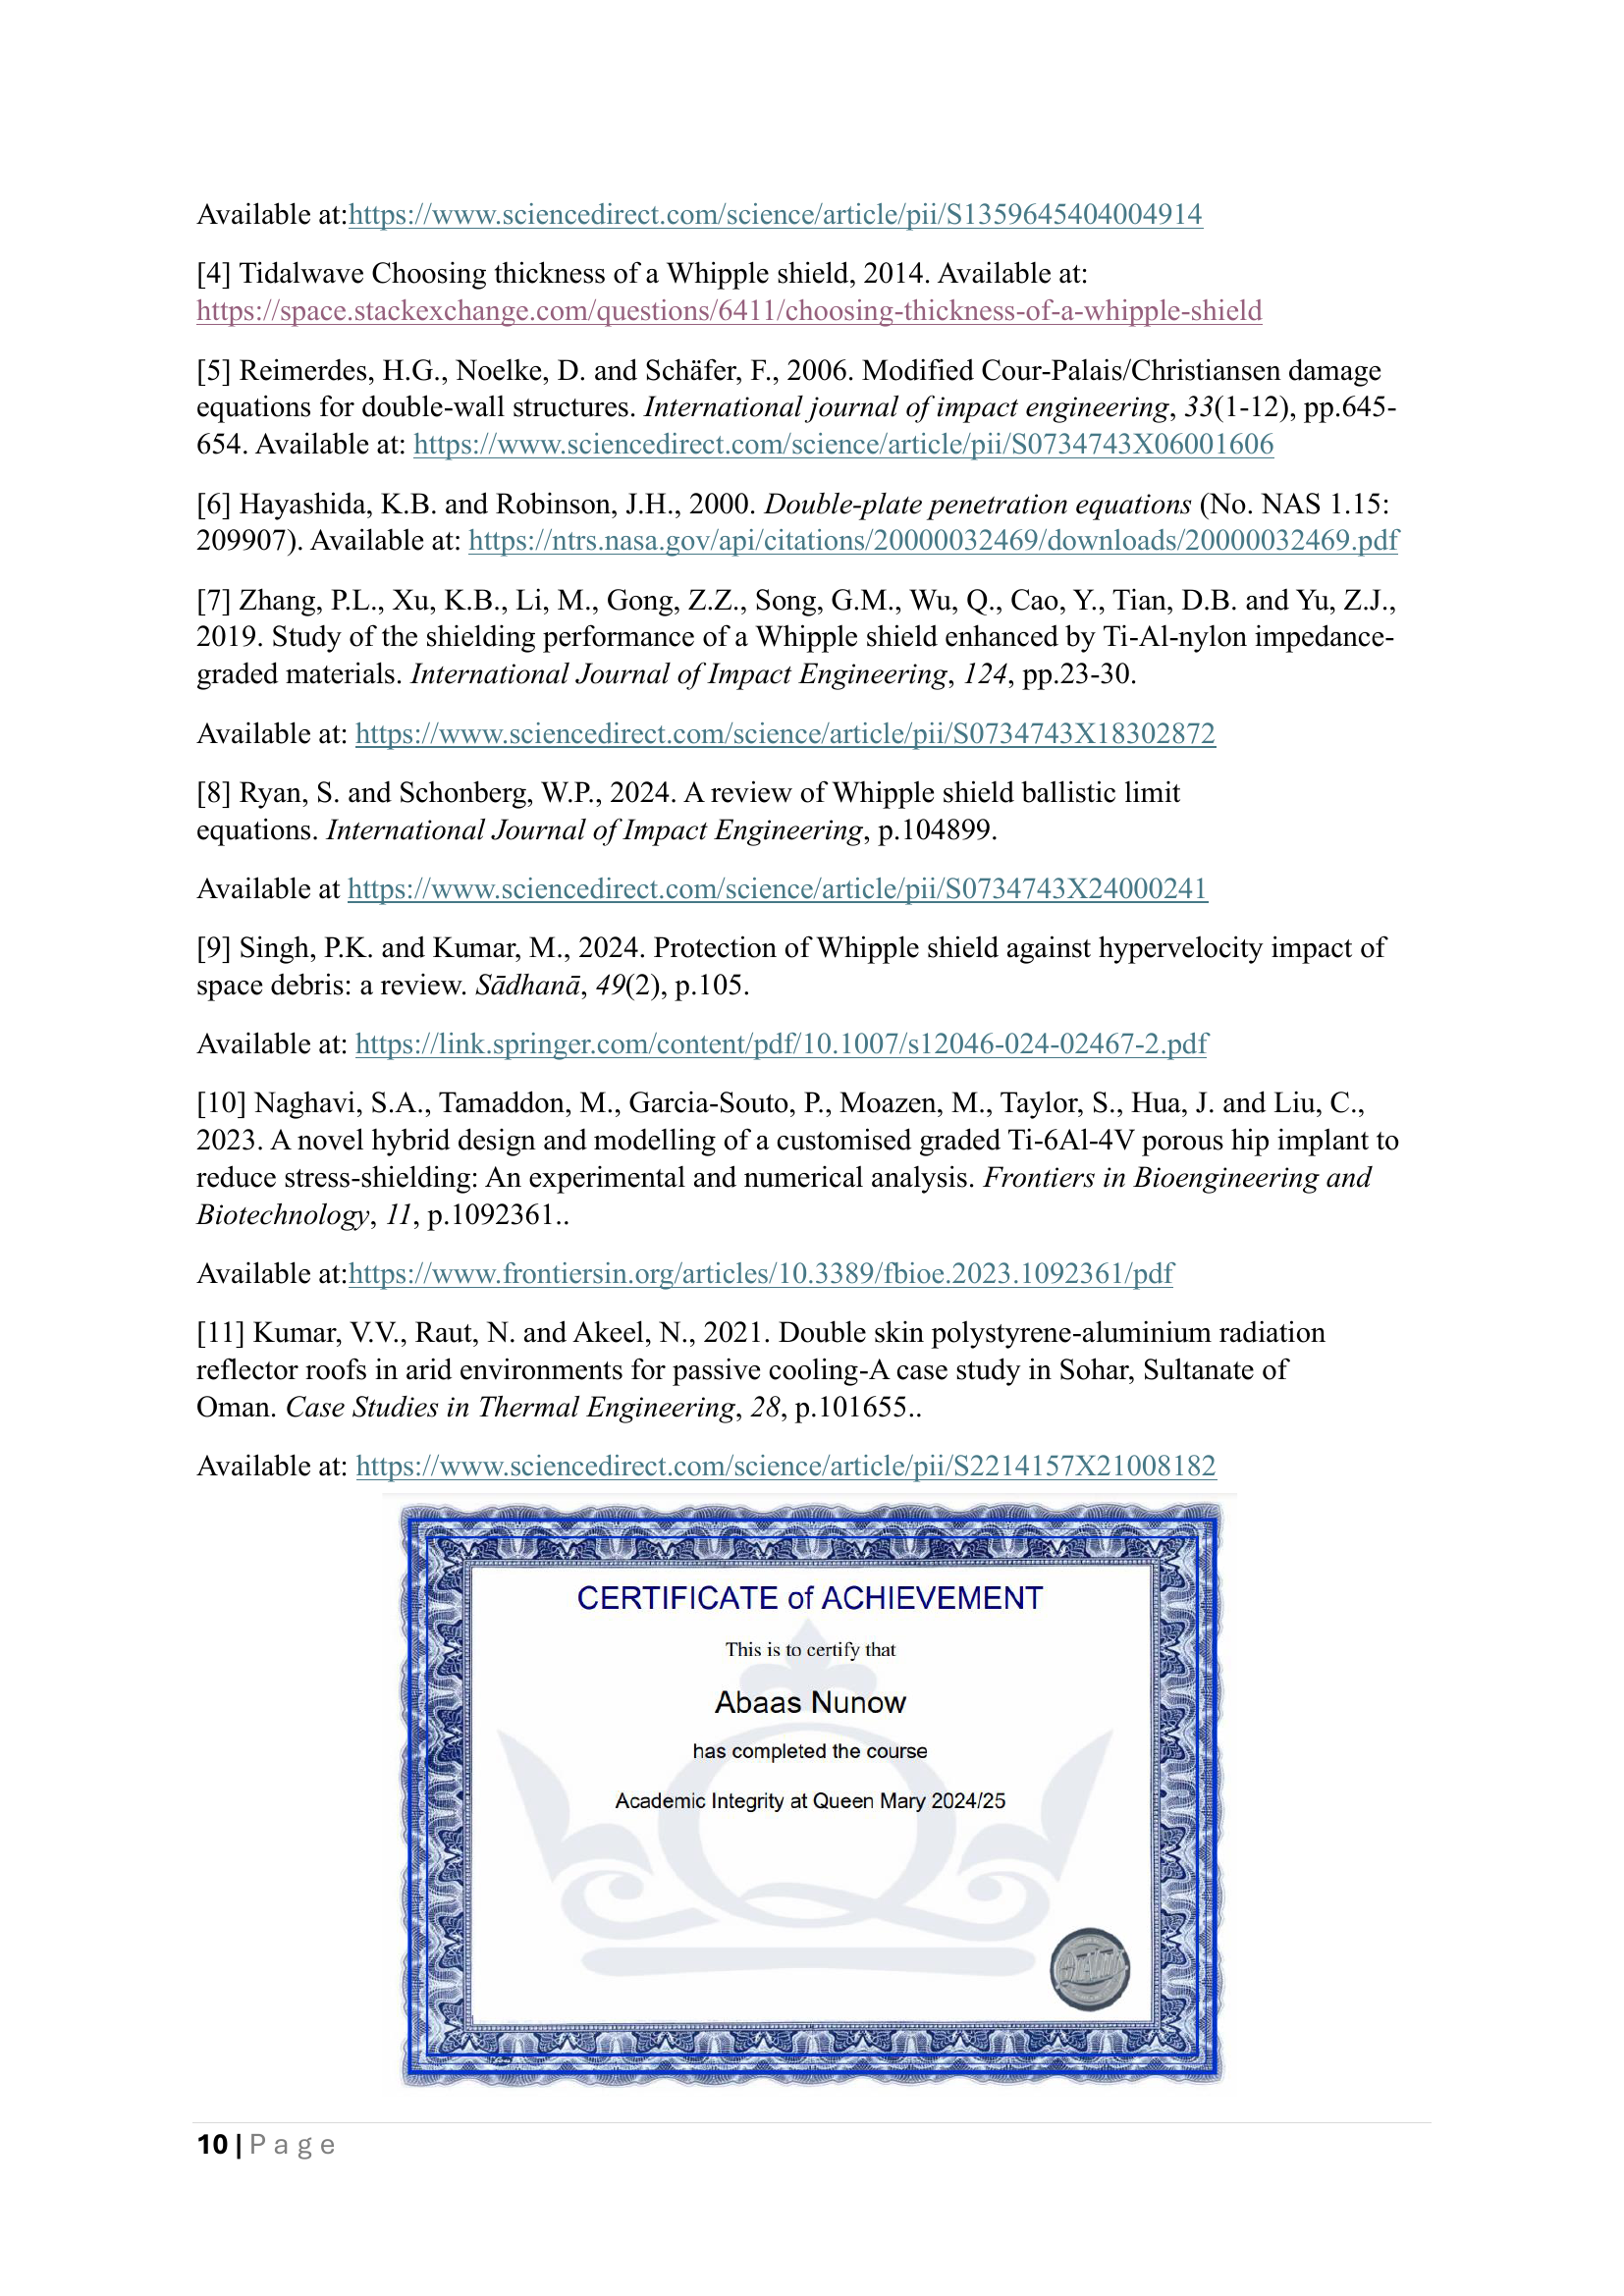 Available at:https://www.sciencedirect.com/science/article/pii/S1359645404004914
[4] Tidalwave Choosing thickness of a Whipple shield, 2014. Available at:
https://space.stackexchange.com/questions/6411/choosing-thickness-of-a-whipple-shield
[5] Reimerdes, H.G., Noelke, D. and Schäfer, F., 2006. Modified Cour-Palais/Christiansen damage
equations for double-wall structures. International journal of impact engineering, 33(1-12), pp.645-
654. Available at: https://www.sciencedirect.com/science/article/pii/S0734743X06001606
[6] Hayashida, K.B. and Robinson, J.H., 2000. Double-plate penetration equations (No. NAS 1.15:
209907). Available at: https://ntrs.nasa.gov/api/citations/20000032469/downloads/20000032469.pdf
[7] Zhang, P.L., Xu, K.B., Li, M., Gong, Z.Z., Song, G.M., Wu, Q., Cao, Y., Tian, D.B. and Yu, Z.J.,
2019. Study of the shielding performance of a Whipple shield enhanced by Ti-Al-nylon impedance-
graded materials. International Journal of Impact Engineering, 124, pp.23-30.
Available at: https://www.sciencedirect.com/science/article/pii/S0734743X18302872
[8] Ryan, S. and Schonberg, W.P., 2024. A review of Whipple shield ballistic limit
equations. International Journal of Impact Engineering, p.104899.
Available at https://www.sciencedirect.com/science/article/pii/S0734743X24000241
[9] Singh, P.K. and Kumar, M., 2024. Protection of Whipple shield against hypervelocity impact of
space debris: a review. Sādhanā, 49(2), p.105.
Available at: https://link.springer.com/content/pdf/10.1007/s12046-024-02467-2.pdf
[10] Naghavi, S.A., Tamaddon, M., Garcia-Souto, P., Moazen, M., Taylor, S., Hua, J. and Liu, C.,
2023. A novel hybrid design and modelling of a customised graded Ti-6Al-4V porous hip implant to
reduce stress-shielding: An experimental and numerical analysis. Frontiers in Bioengineering and
Biotechnology, 11, p.1092361..
Available at:https://www.frontiersin.org/articles/10.3389/fbioe.2023.1092361/pdf
[11] Kumar, V.V., Raut, N. and Akeel, N., 2021. Double skin polystyrene-aluminium radiation
reflector roofs in arid environments for passive cooling-A case study in Sohar, Sultanate of
Oman. Case Studies in Thermal Engineering, 28, p.101655..
Available at: https://www.sciencedirect.com/science/article/pii/S2214157X21008182
CERTIFICATE of ACHIEVEMENT
This is to certify that
Abaas Nunow
has completed the course
Academic Integrity at Queen Mary 2024/25
10 | Page